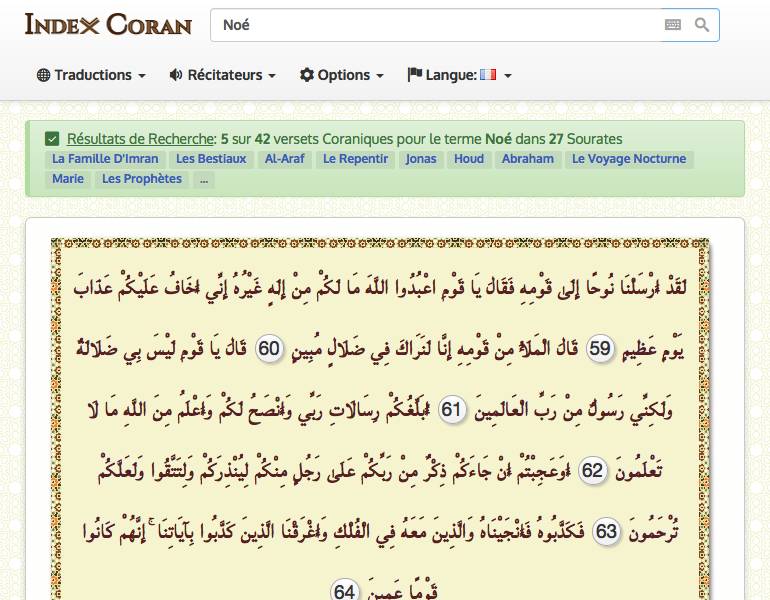 INDEX CORAN
Noé
Traductions
Récitateurs
Options
Langue:
Résultats de Recherche: 5 sur 42 versets Coraniques pour le terme Noé dans 27 Sourates
La Famille D'Imran Les Bestiaux Al-Araf Le Repentir Jonas Houd Abraham Le Voyage Nocturne
Marie Les Prophètes ...
لَقَدْ أَرْسَلْنَا نُوحًا إِلَىٰ قَوْمِهِ فَقَالَ يَا قَوْمِ اعْبُدُوا اللَّهَ مَا لَكُمْ مِنْ إِلَٰهٍ غَيْرُهُ إِنِّي أَخَافُ عَلَيْكُمْ عَذَابَ
يَوْمٍ عَظِيمٍ 59 قَالَ الْمَلَأُ مِنْ قَوْمِهِ إِنَّا لَنَرَاكَ فِي ضَلَالٍ مُبِينٍ 60 قَالَ يَا قَوْمِ لَيْسَ بِي ضَلَالَةٌ
وَلَٰكِنِّي رَسُولٌ مِنْ رَبِّ الْعَالَمِينَ 61 أُبَلِّغُكُمْ رِسَالَاتِ رَبِّي وَأَنْصَحُ لَكُمْ وَأَعْلَمُ مِنَ اللَّهِ مَا لَا
تَعْلَمُونَ 62 أَوَعَجِبْتُمْ أَنْ جَاءَكُمْ ذِكْرٌ مِنْ رَبِّكُمْ عَلَىٰ رَجُلٍ مِنْكُمْ لِيُنْذِرَكُمْ وَلِتَتَّقُوا وَلَعَلَّكُمْ
تُرْحَمُونَ 63 فَكَذَّبُوهُ فَأَنْجَيْنَاهُ وَالَّذِينَ مَعَهُ فِي الْفُلْكِ وَأَغْرَقْنَا الَّذِينَ كَذَّبُوا بِآيَاتِنَا ۚ إِنَّهُمْ كَانُوا
قَوْمًا عَمِينَ 64